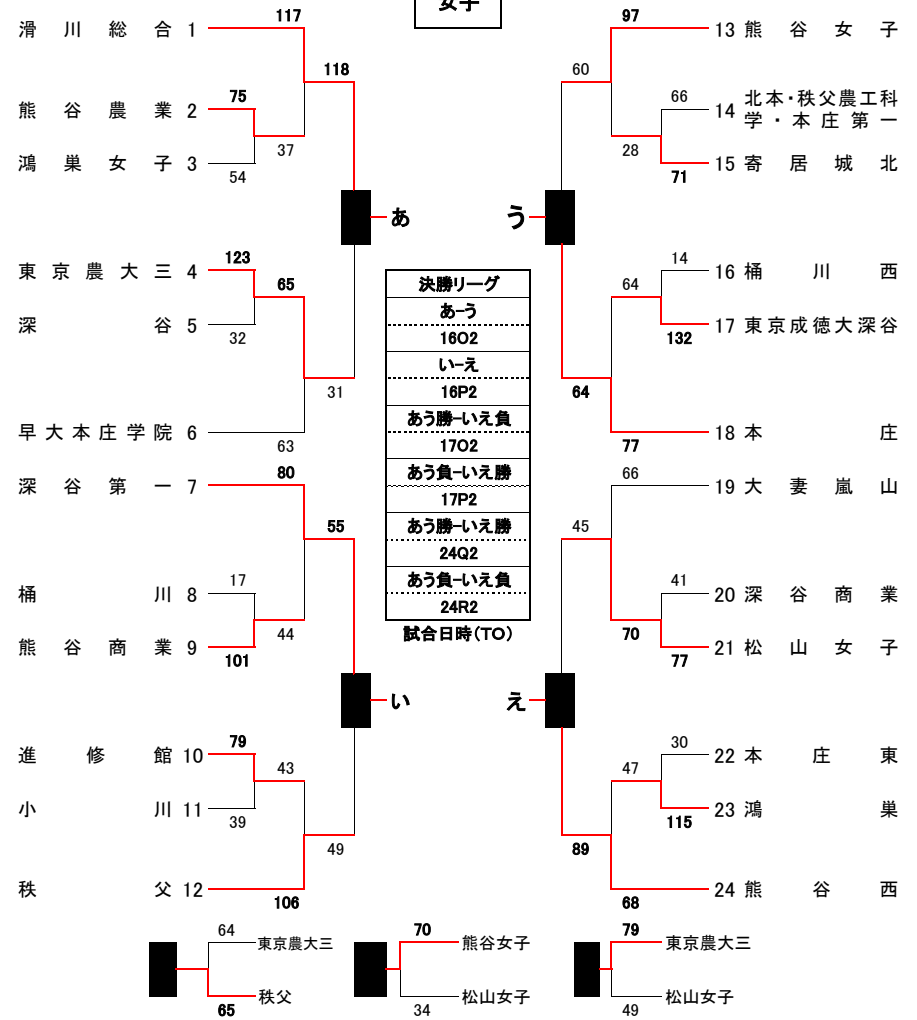 女子
滑川総合 1
117
118
熊谷農業 2
75
37
鴻巣女子 3
54
あ
東京農大三 4
123
65
深谷 5
32
31
早大本庄学院 6
63
深谷第一 7
80
55
桶川 8
17
44
熊谷商業 9
101
い
進修館 10
79
43
小川 11
39
49
秩父 12
106
97
13 熊谷女子
60
66
14 北本・秩父農工科
学・本庄第一
28
15 寄居城北
71
う
14
16 桶川西
64
17 東京成徳大深谷
132
64
18 本庄
77
66
19 大妻嵐山
45
41
20 深谷商業
70
21 松山女子
77
え
30
22 本庄東
47
23 鴻巣
115
89
24 熊谷西
68
決勝リーグ
あ-う
16O2
い-え
16P2
あう勝-いえ負
17O2
あう負-いえ勝
17P2
あう勝-いえ勝
24Q2
あう負-いえ負
24R2
試合日時(TO)
64
東京農大三
秩父
65
70
熊谷女子
松山女子
34
79
東京農大三
松山女子
49